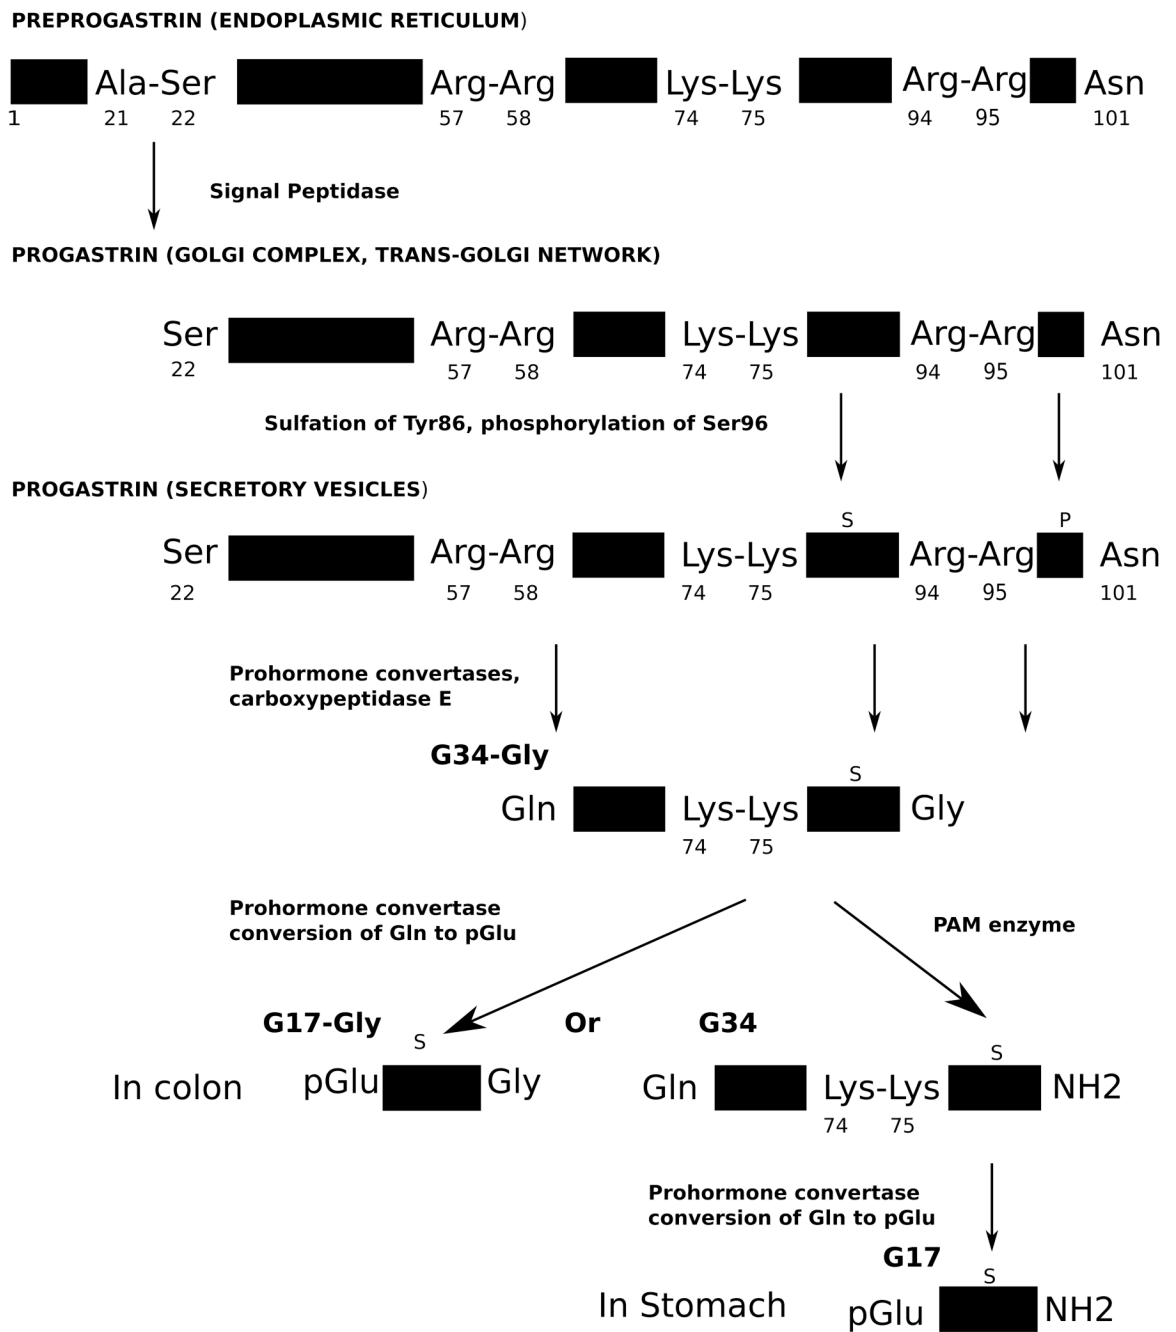 PREPROGASTRIN (ENDOPLASMIC RETICULUM)
Ala-Ser Arg-Arg Lys-Lys Arg-Arg Asn
1 21 22 57 58 74 75 94 95 101
Signal Peptidase
PROGASTRIN (GOLGI COMPLEX, TRANS-GOLGI NETWORK)
Ser Arg-Arg Lys-Lys Arg-Arg Asn
22 57 58 74 75 94 95 101
Sulfation of Tyr86, phosphorylation of Ser96
PROGASTRIN (SECRETORY VESICLES)
S P
Ser Arg-Arg Lys-Lys Arg-Arg Asn
22 57 58 74 75 94 95 101
Prohormone convertases,
carboxypeptidase E
G34-Gly
S
Gln Lys-Lys Gly
74 75
Prohormone convertase
conversion of Gln to pGlu
PAM enzyme
G17-Gly Or G34
S S
In colon pGlu Gly Gln Lys-Lys NH2
74 75
Prohormone convertase
conversion of Gln to pGlu
G17
S
In Stomach pGlu NH2